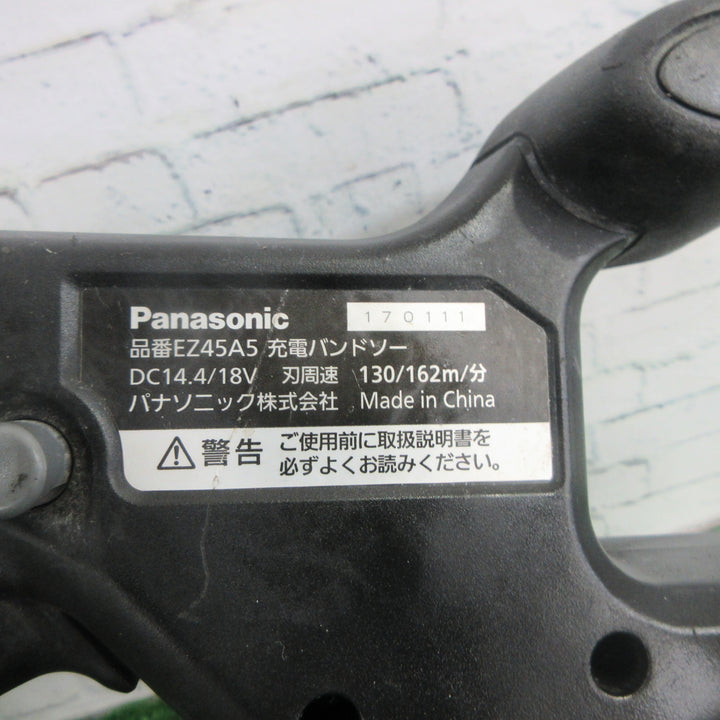 Panasonic 170111
品番EZ45A5 充電バンドソー
DC14.4/18V 刃周速 130/162m/分
パナソニック株式会社 Made in China
警告 ご使用前に取扱説明書を
必ずよくお読みください。